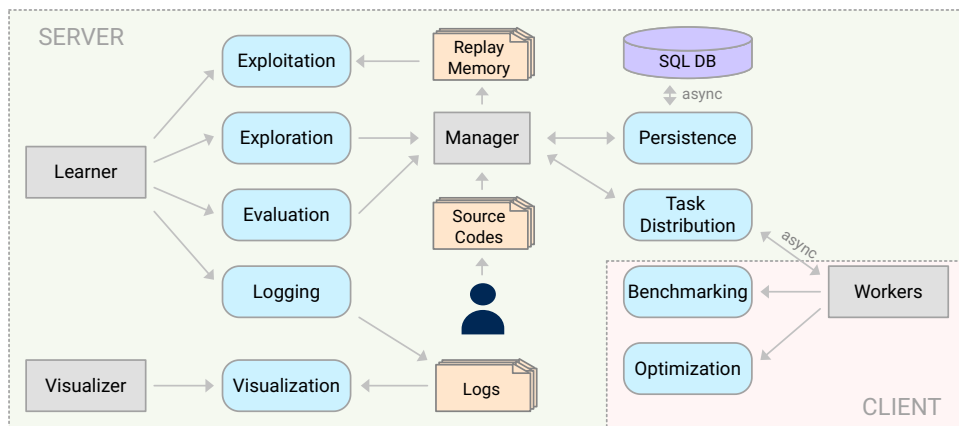 SERVER
Exploitation
Replay
Memory
SQL DB
async
Exploration
Manager
Persistence
Learner
Evaluation
Source
Codes
Task
Distribution
async
Logging
Benchmarking
Workers
Optimization
Visualizer
Visualization
Logs
CLIENT